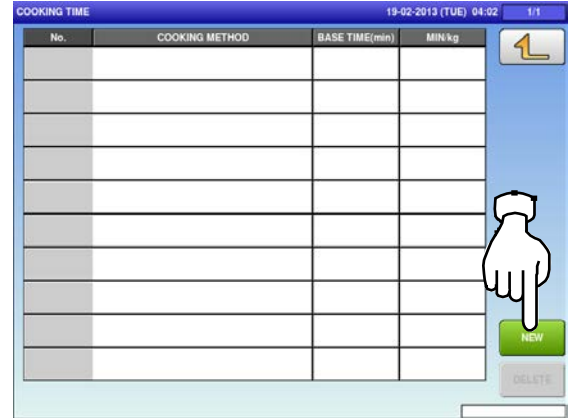 COOKING TIME 19-02-2013 (TUE) 04:02 1/1
No. COOKING METHOD BASE TIME(min) MIN/kg
NEW
DELETE